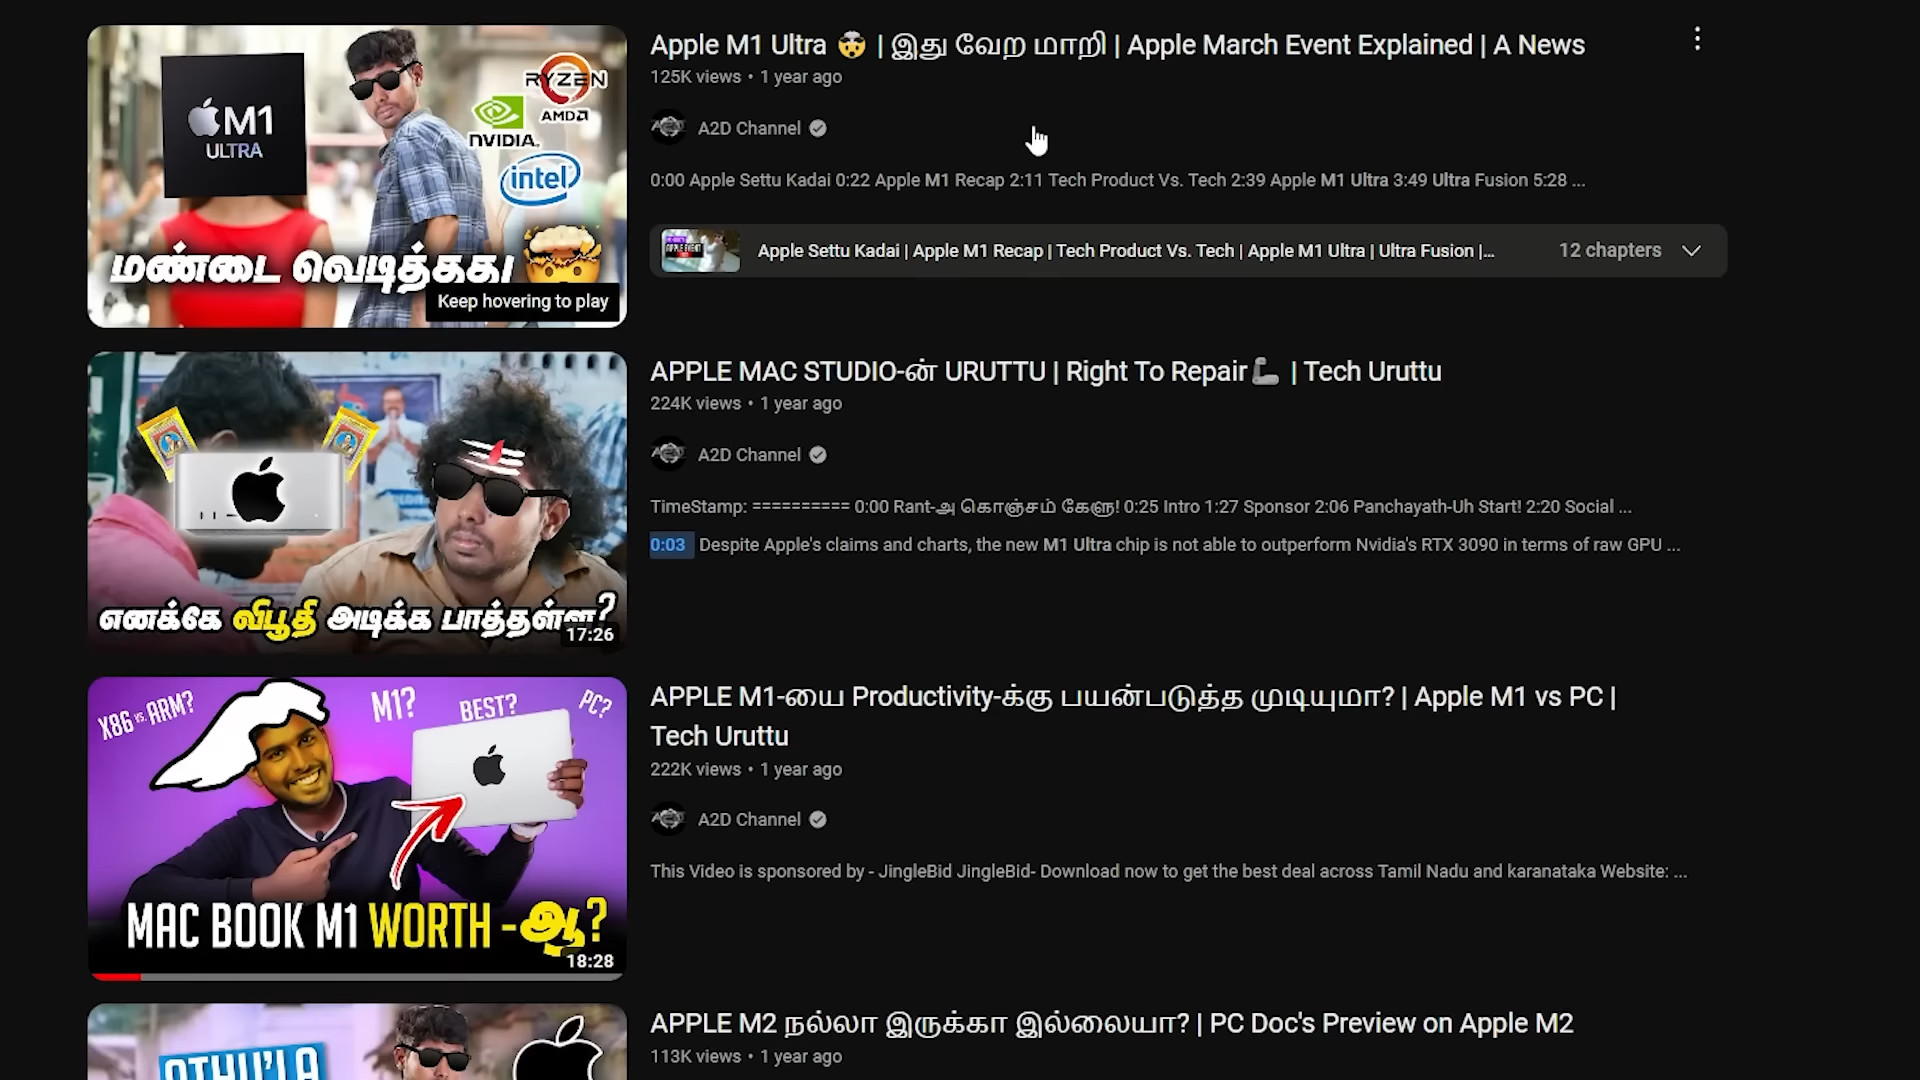 M1
ULTRA
RYZEN
AMD
NVIDIA
intel
மண்டை வெடித்தது
Keep hovering to play
Apple M1 Ultra 🤯 | இது வேற மாறி | Apple March Event Explained | A News
125K views • 1 year ago
A2D Channel
0:00 Apple Settu Kadai 0:22 Apple M1 Recap 2:11 Tech Product Vs. Tech 2:39 Apple M1 Ultra 3:49 Ultra Fusion 5:28 ...
Apple Settu Kadai | Apple M1 Recap | Tech Product Vs. Tech | Apple M1 Ultra | Ultra Fusion |...
12 chapters
எனக்கே விபூதி அடிக்க பாத்தள்ள?
17:26
APPLE MAC STUDIO-ன் URUTTU | Right To Repair🦾 | Tech Uruttu
224K views • 1 year ago
A2D Channel
TimeStamp: ========== 0:00 Rant-அ கொஞ்சம் கேளு! 0:25 Intro 1:27 Sponsor 2:06 Panchayath-Uh Start! 2:20 Social ...
0:03 Despite Apple's claims and charts, the new M1 Ultra chip is not able to outperform Nvidia's RTX 3090 in terms of raw GPU ...
X86 vs. ARM?
M1?
BEST?
PC?
MAC BOOK M1 WORTH -ஆ?
18:28
APPLE M1-யை Productivity-க்கு பயன்படுத்த முடியுமா? | Apple M1 vs PC |
Tech Uruttu
222K views • 1 year ago
A2D Channel
This Video is sponsored by - JingleBid JingleBid- Download now to get the best deal across Tamil Nadu and karanataka Website: ...
OTHU'LA
APPLE M2 நல்லா இருக்கா இல்லையா? | PC Doc's Preview on Apple M2
113K views • 1 year ago